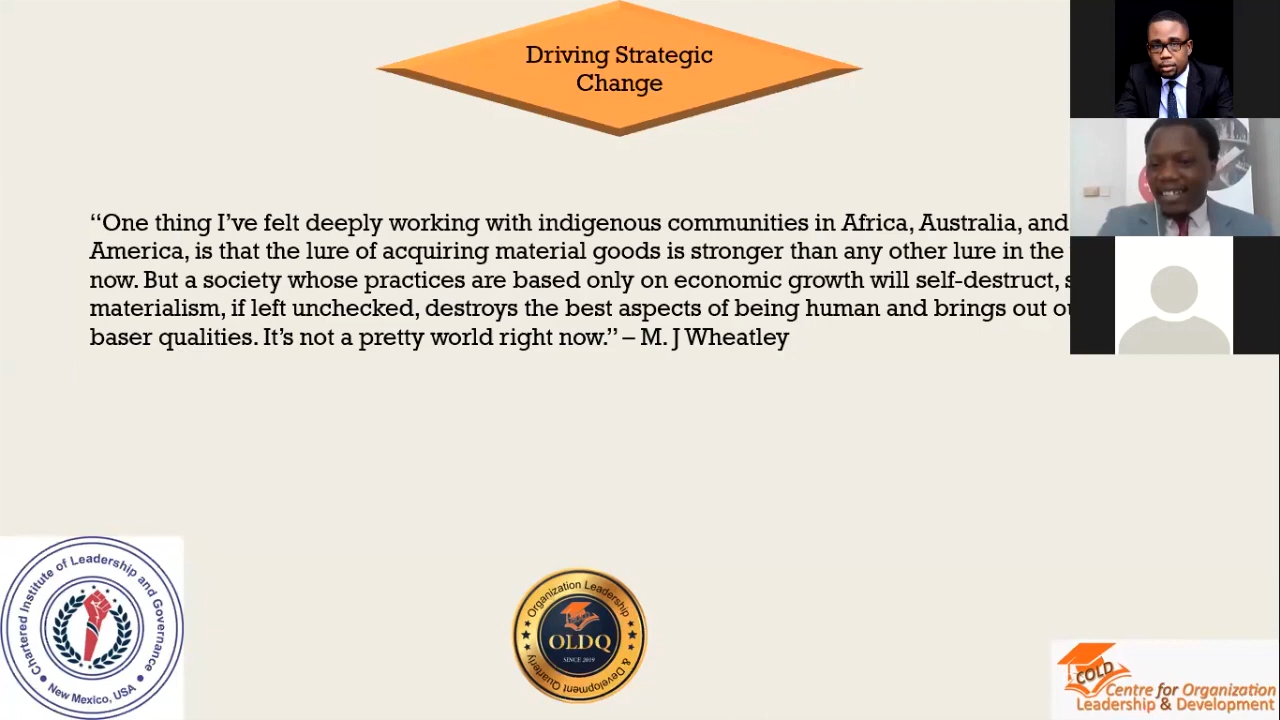 Driving Strategic
Change
“One thing I’ve felt deeply working with indigenous communities in Africa, Australia, and
America, is that the lure of acquiring material goods is stronger than any other lure in the
now. But a society whose practices are based only on economic growth will self-destruct,
materialism, if left unchecked, destroys the best aspects of being human and brings out
baser qualities. It’s not a pretty world right now.” – M. J Wheatley
Chartered Institute of Leadership and Governance
New Mexico, USA
Organization Leadership
OLDQ
SINCE 2019
& Development Quarterly
COLD
Centre for Organization
Leadership & Development